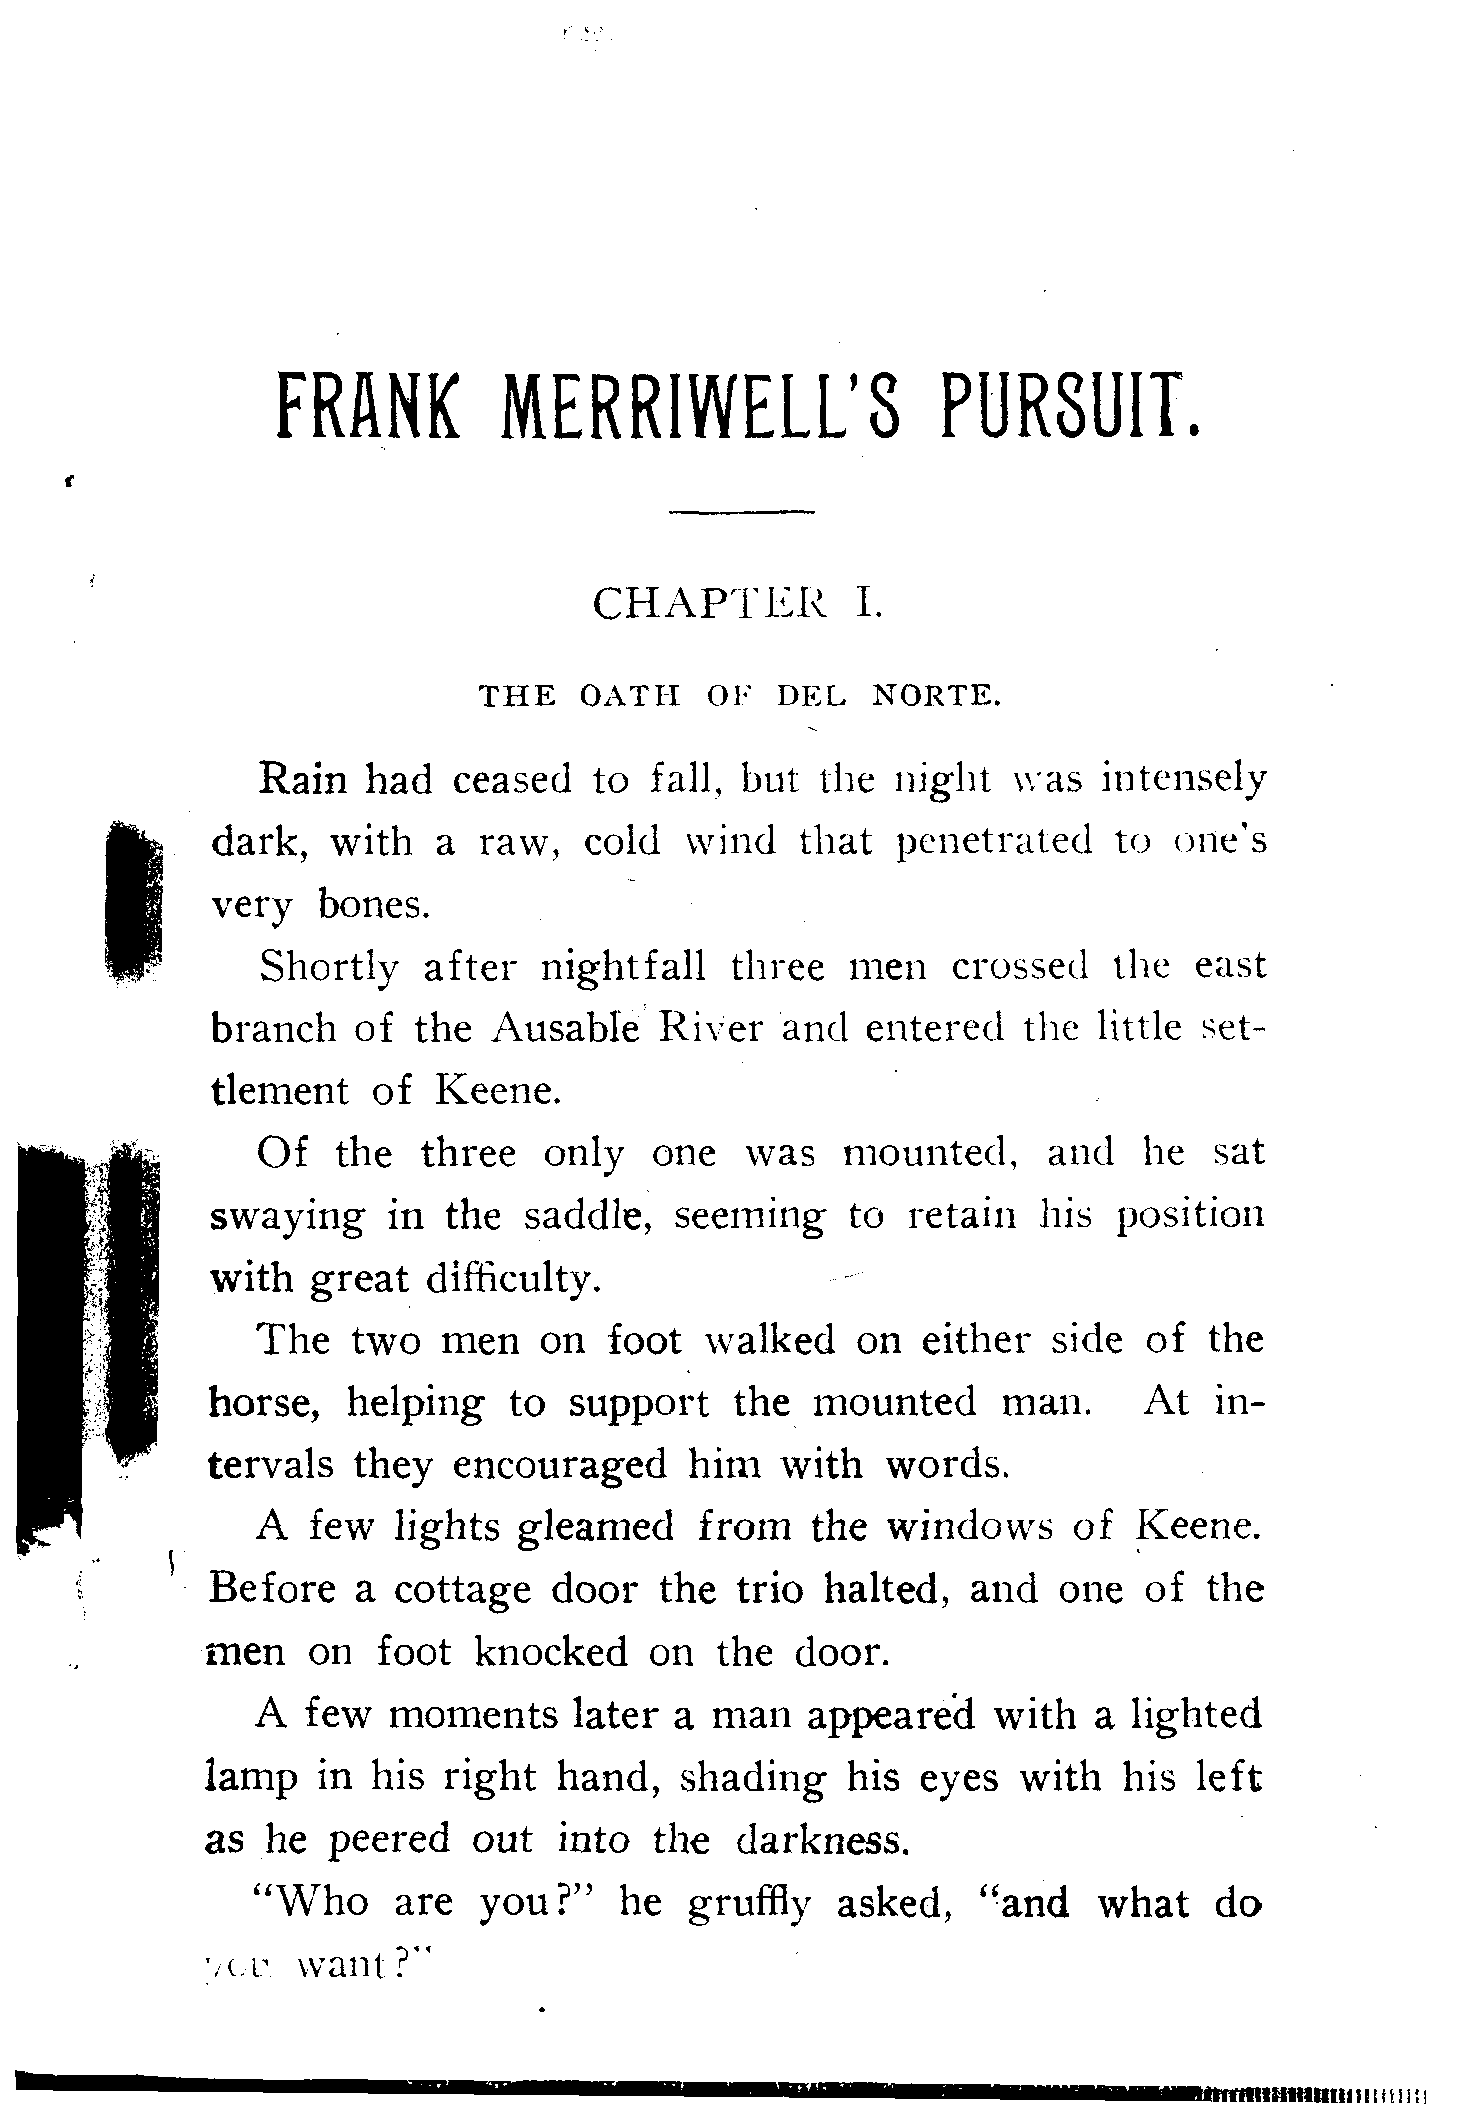 FRANK MERRIWELL'S PURSUIT.
CHAPTER I.
THE OATH OF DEL NORTE.
Rain had ceased to fall, but the night was intensely
dark, with a raw, cold wind that penetrated to one's
very bones.
Shortly after nightfall three men crossed the east
branch of the Ausable River and entered the little set-
tlement of Keene.
Of the three only one was mounted, and he sat
swaying in the saddle, seeming to retain his position
with great difficulty.
The two men on foot walked on either side of the
horse, helping to support the mounted man. At in-
tervals they encouraged him with words.
A few lights gleamed from the windows of Keene.
Before a cottage door the trio halted, and one of the
men on foot knocked on the door.
A few moments later a man appeared with a lighted
lamp in his right hand, shading his eyes with his left
as he peered out into the darkness.
"Who are you?" he gruffly asked, "and what do
you want?"